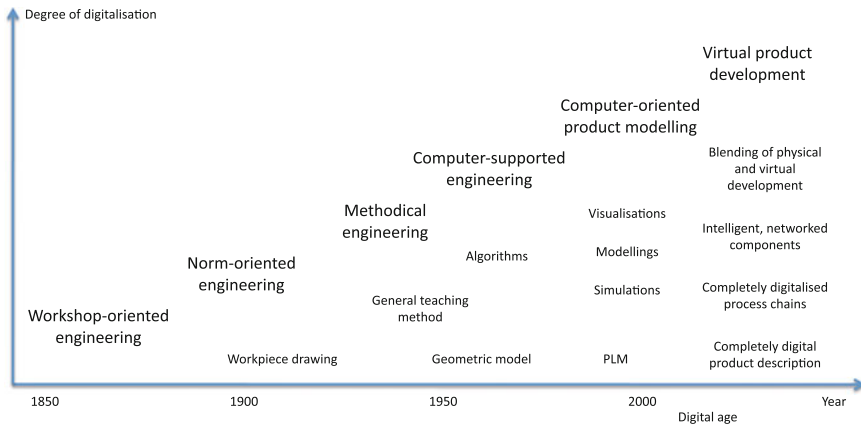 Degree of digitalisation
Virtual product
development
Computer-oriented
product modelling
Computer-supported
engineering
Blending of physical
and virtual
development
Methodical
engineering
Visualisations
Intelligent, networked
components
Norm-oriented
engineering
Algorithms
Modellings
General teaching
method
Simulations
Completely digitalised
process chains
Workshop-oriented
engineering
Workpiece drawing
Geometric model
PLM
Completely digital
product description
1850
1900
1950
2000
Year
Digital age